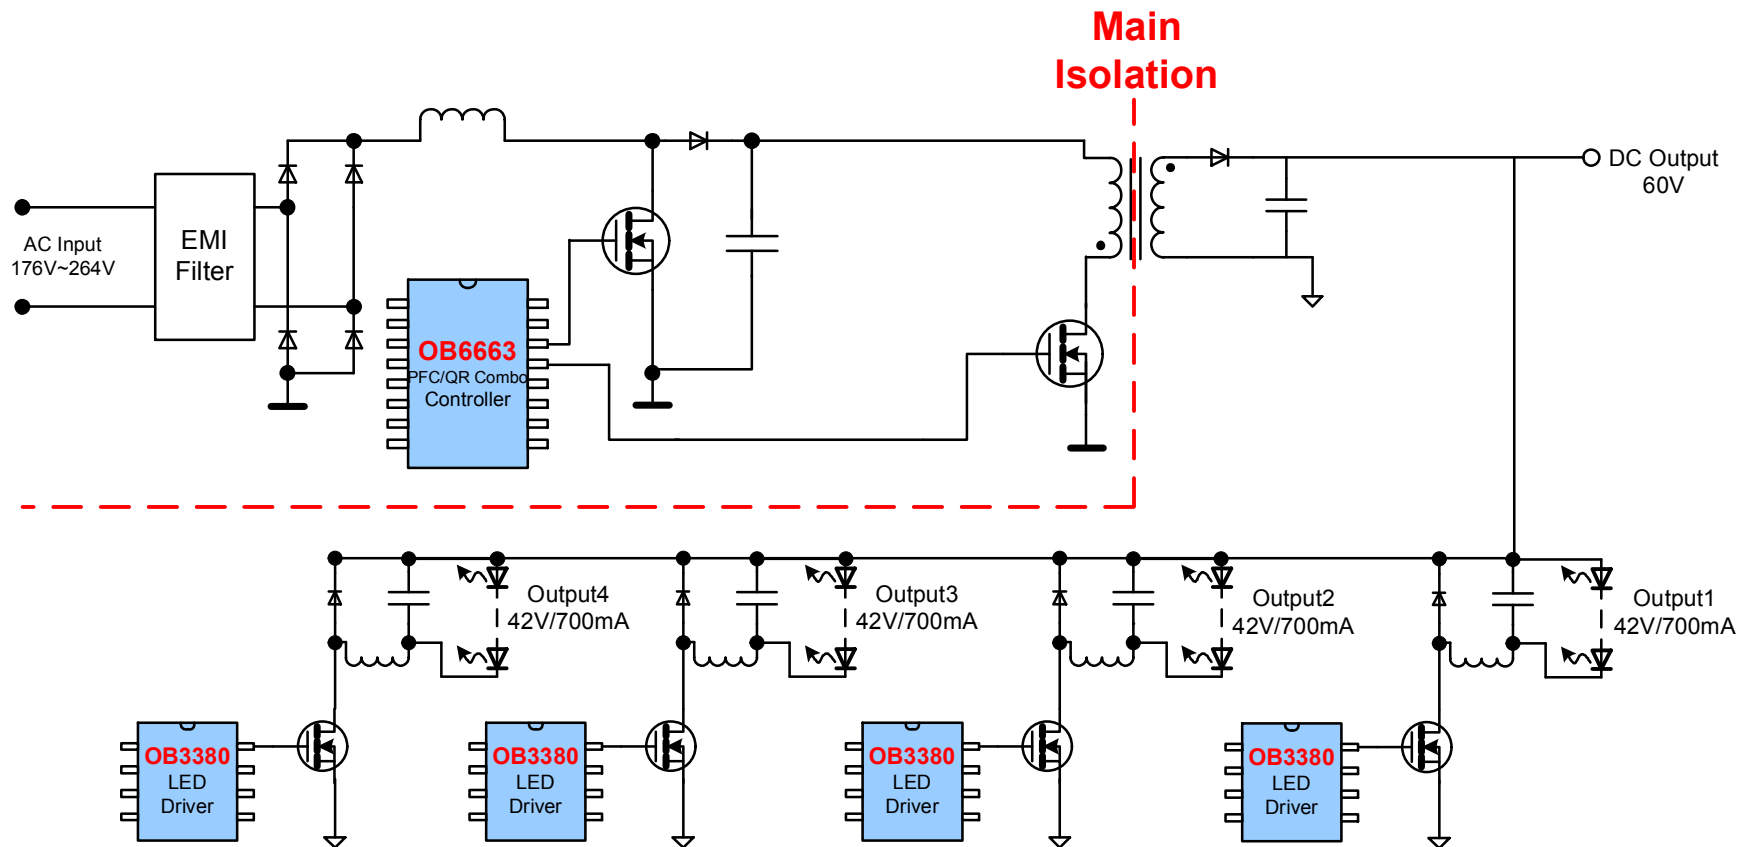 Main
Isolation
DC Output
60V
AC Input
176V~264V
EMI
Filter
OB6663
PFC/QR Combo
Controller
Output4
42V/700mA
Output3
42V/700mA
Output2
42V/700mA
Output1
42V/700mA
OB3380
LED
Driver
OB3380
LED
Driver
OB3380
LED
Driver
OB3380
LED
Driver